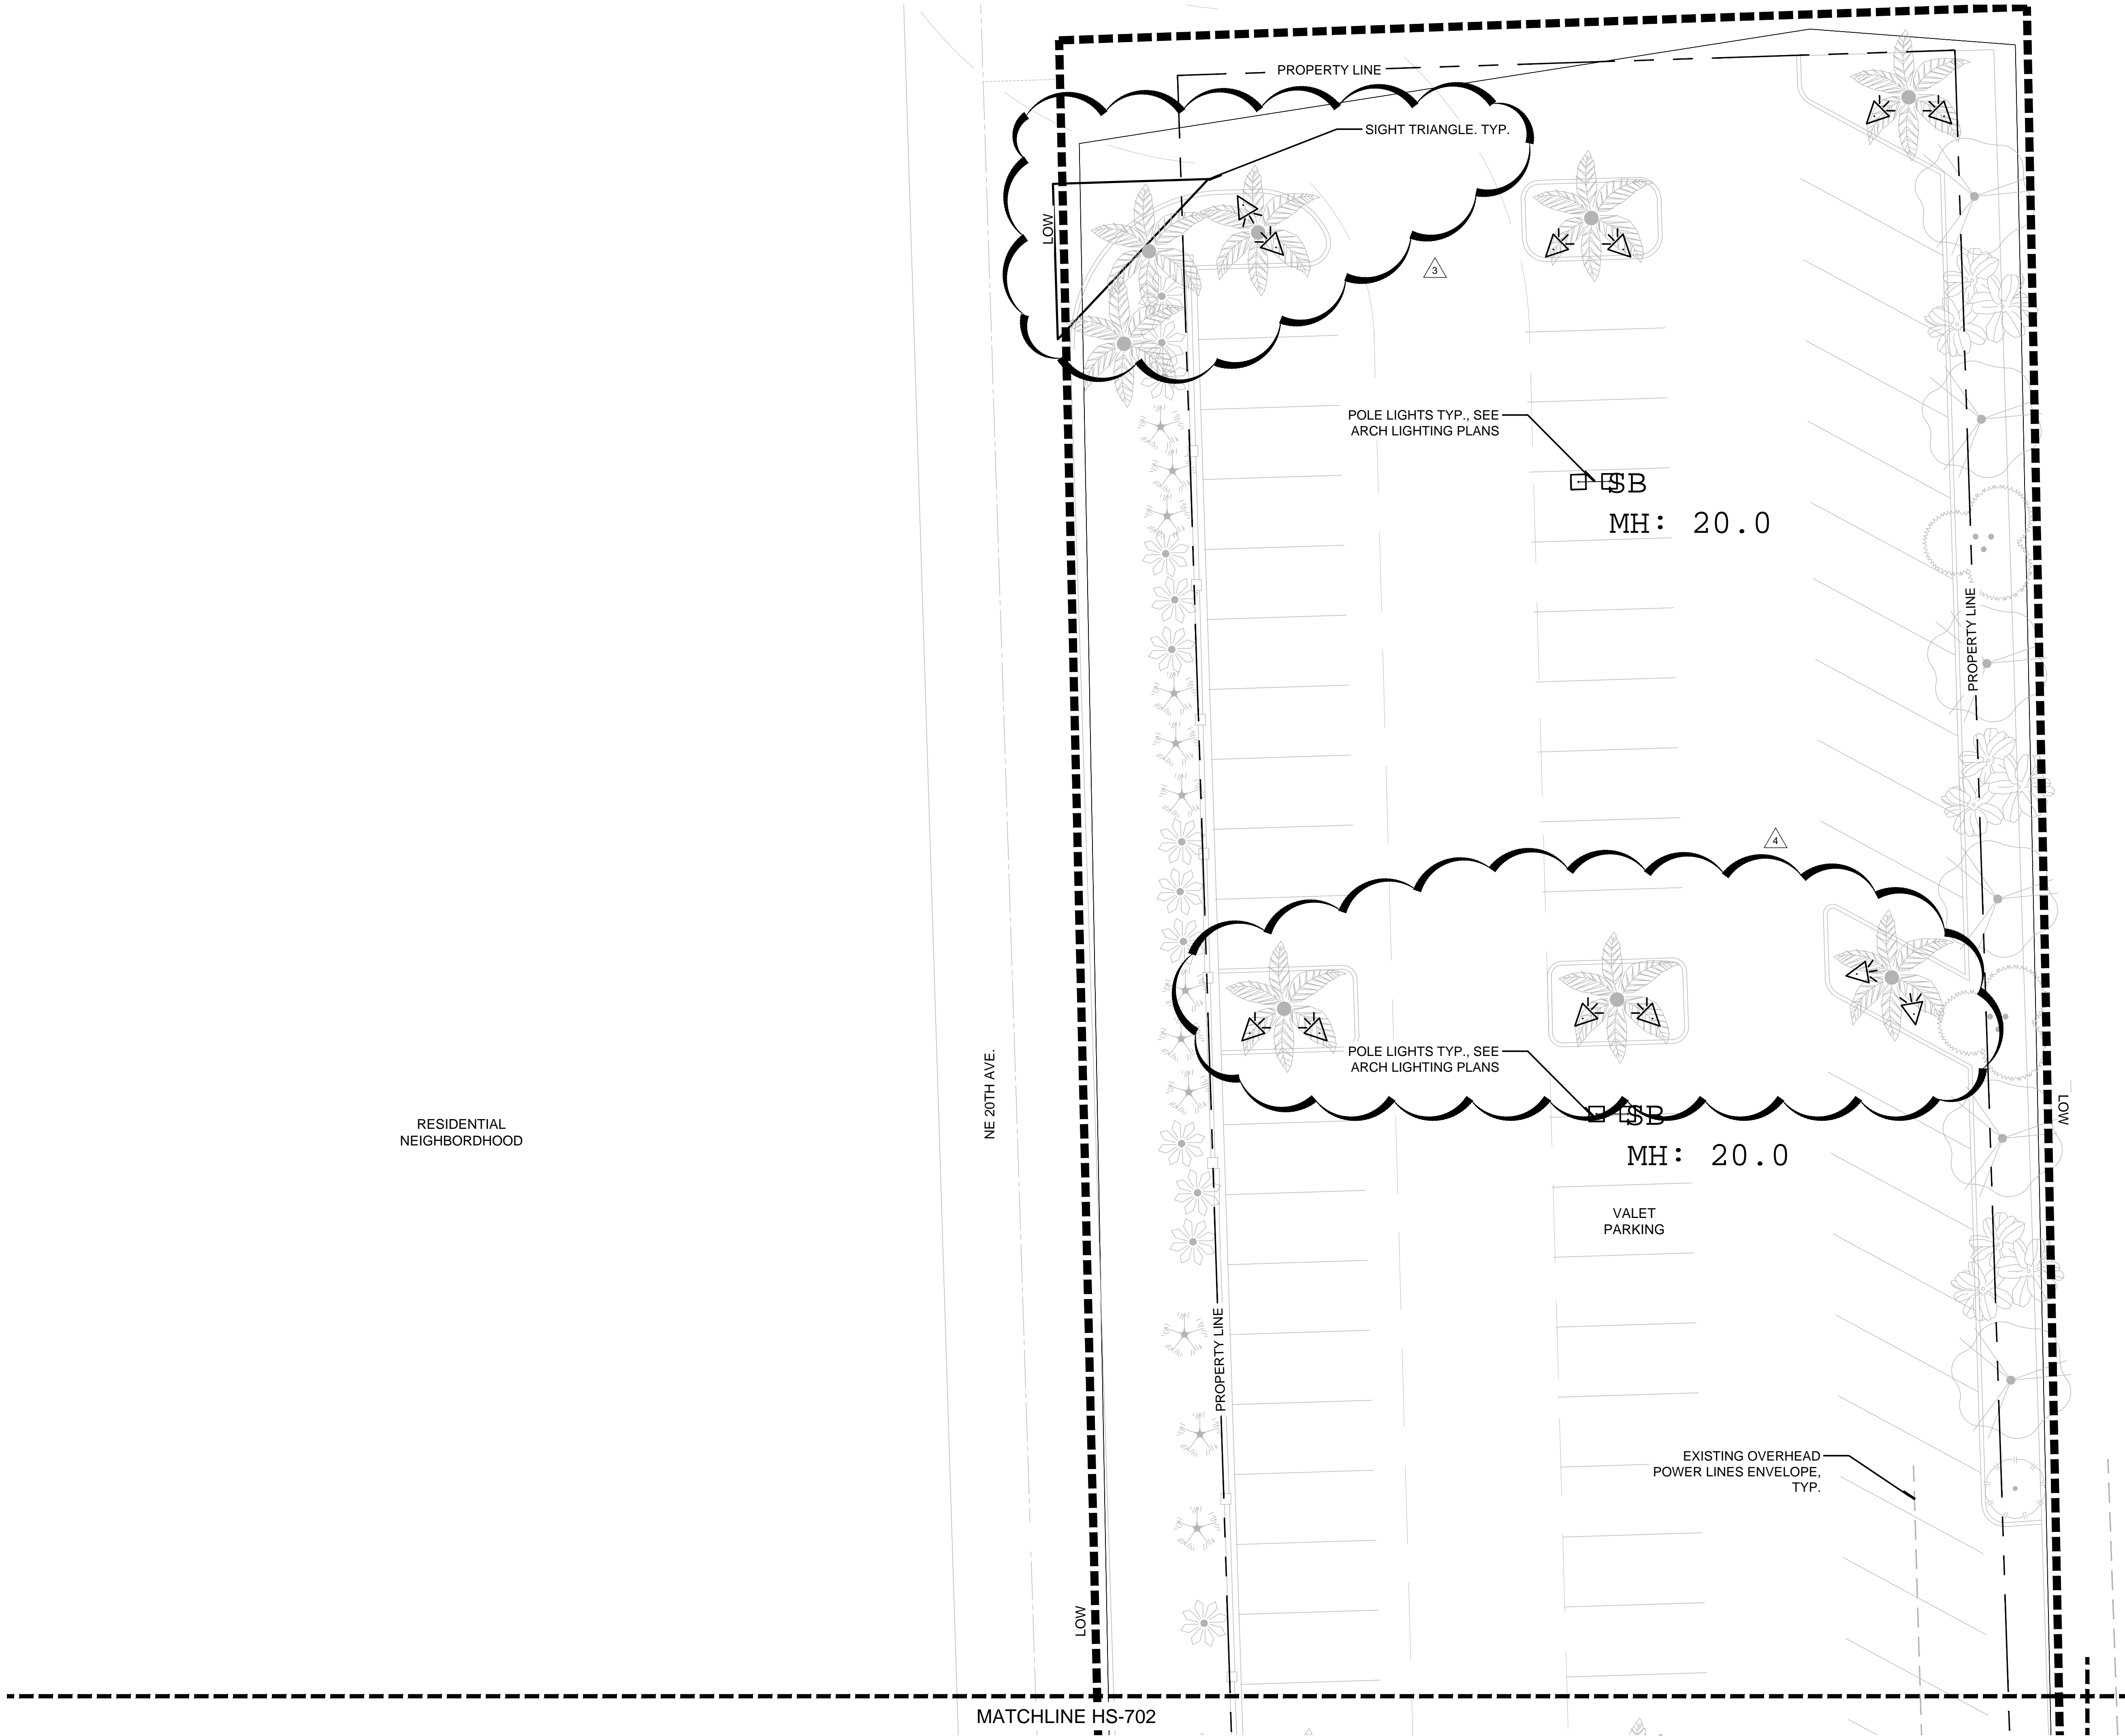 PROPERTY LINE
SIGHT TRIANGLE. TYP.
LOW
3
POLE LIGHTS TYP., SEE
ARCH LIGHTING PLANS
SB
MH: 20.0
PROPERTY LINE
4
NE 20TH AVE.
POLE LIGHTS TYP., SEE
ARCH LIGHTING PLANS
SB
MH: 20.0
LOW
RESIDENTIAL
NEIGHBORDHOOD
VALET
PARKING
PROPERTY LINE
EXISTING OVERHEAD
POWER LINES ENVELOPE,
TYP.
LOW
MATCHLINE HS-702